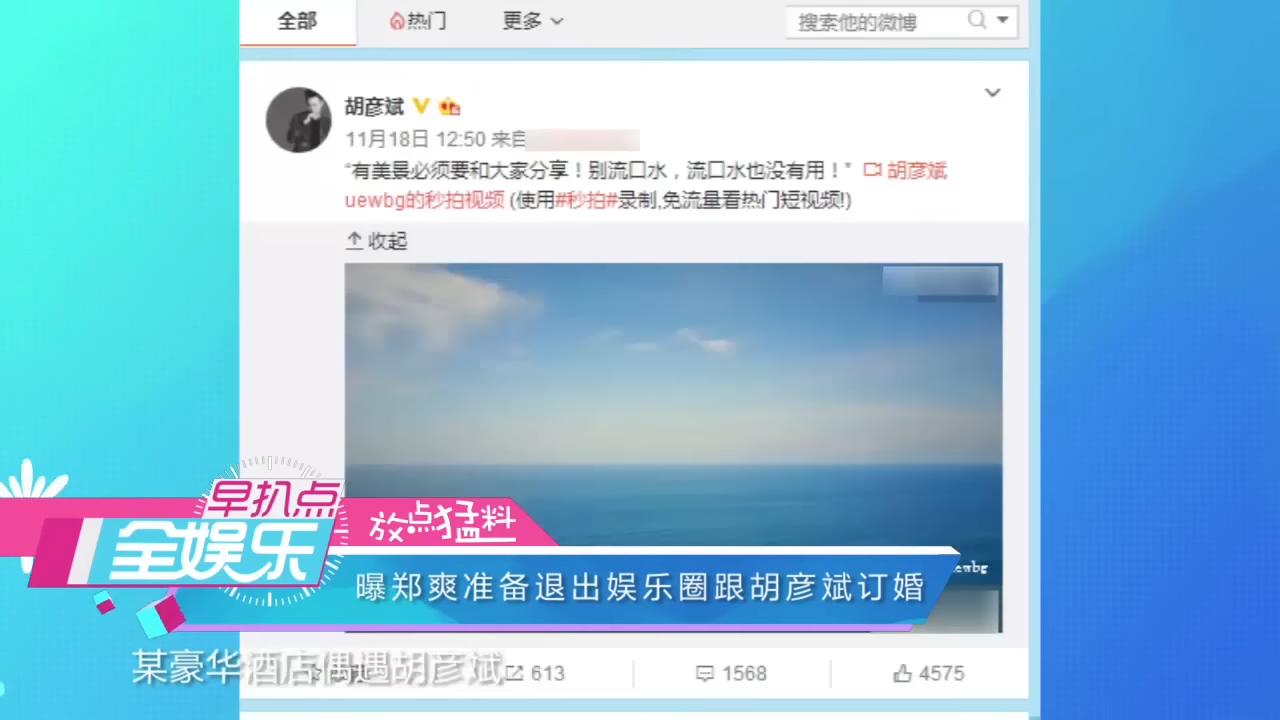 全部 热门 更多 搜索他的微博
胡彦斌
11月18日 12:50 来自
“有美景必须要和大家分享！别流口水，流口水也没有用！” 胡彦斌
uewbg的秒拍视频 (使用#秒拍#录制,免流量看热门短视频!)
收起
早扒点
全娱乐
放点猛料
曝郑爽准备退出娱乐圈跟胡彦斌订婚
某豪华酒店偶遇胡彦斌
613 1568 4575